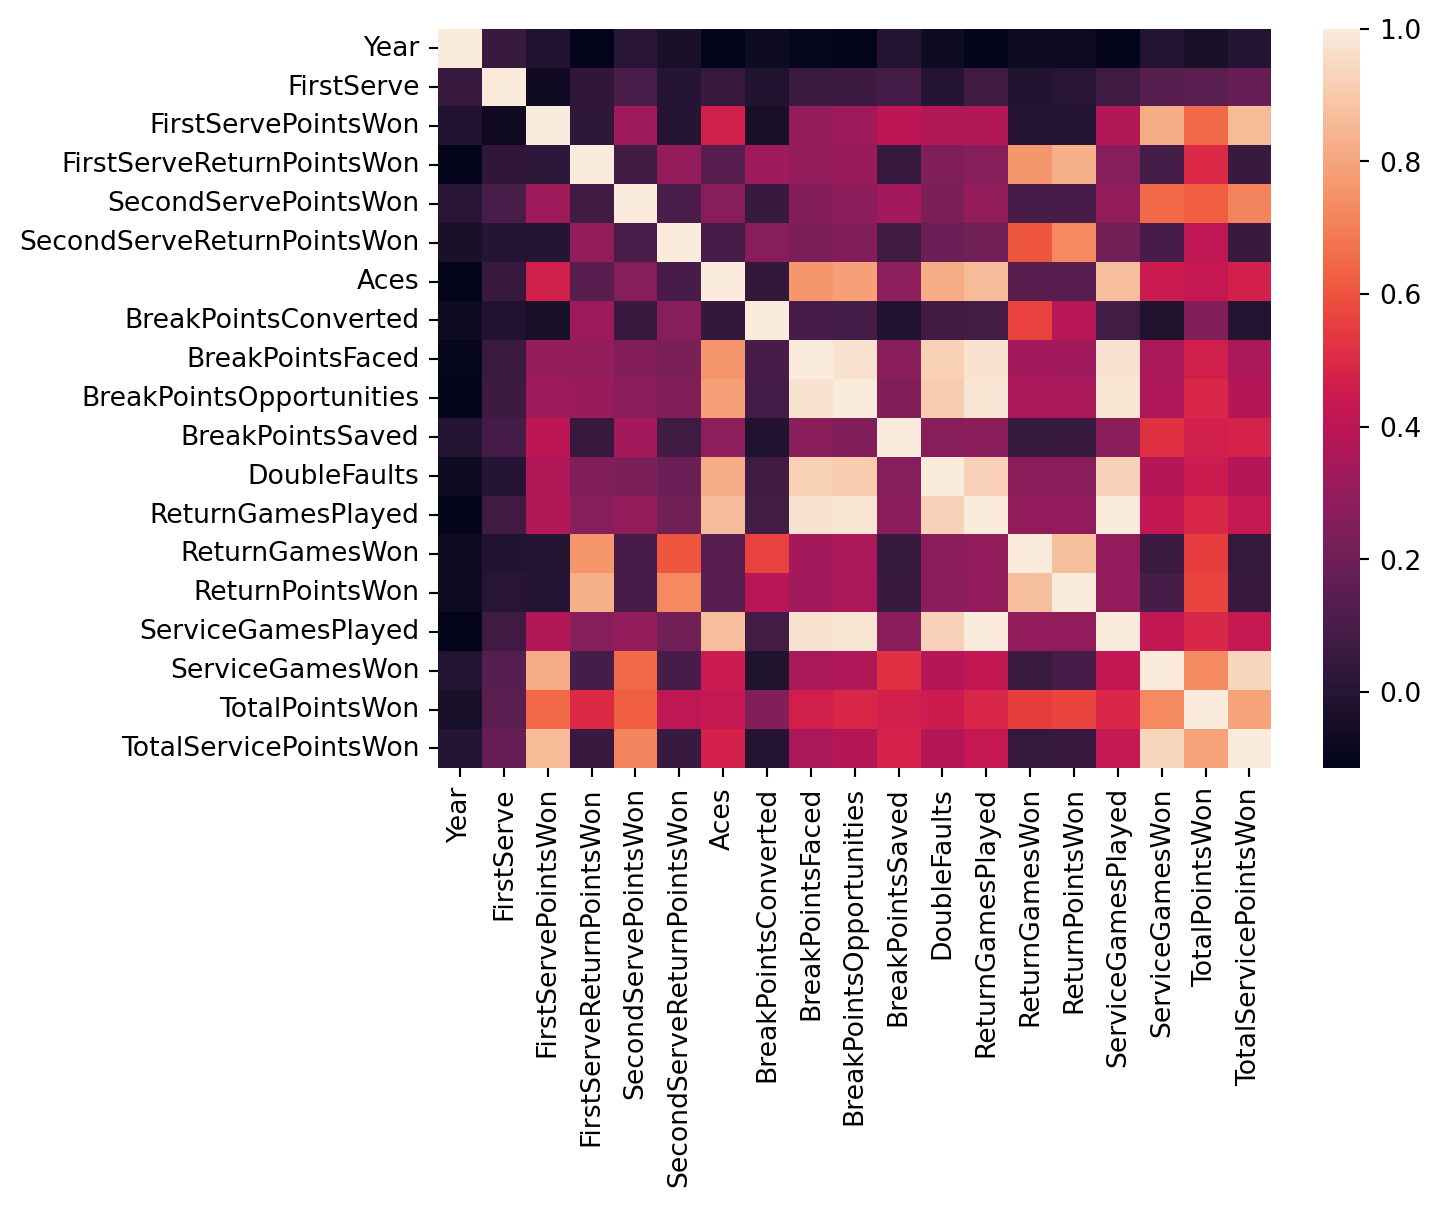 Year
FirstServe
FirstServePointsWon
FirstServeReturnPointsWon
SecondServePointsWon
SecondServeReturnPointsWon
Aces
BreakPointsConverted
BreakPointsFaced
BreakPointsOpportunities
BreakPointsSaved
DoubleFaults
ReturnGamesPlayed
ReturnGamesWon
ReturnPointsWon
ServiceGamesPlayed
ServiceGamesWon
TotalPointsWon
TotalServicePointsWon
Year
FirstServe
FirstServePointsWon
FirstServeReturnPointsWon
SecondServePointsWon
SecondServeReturnPointsWon
Aces
BreakPointsConverted
BreakPointsFaced
BreakPointsOpportunities
BreakPointsSaved
DoubleFaults
ReturnGamesPlayed
ReturnGamesWon
ReturnPointsWon
ServiceGamesPlayed
ServiceGamesWon
TotalPointsWon
TotalServicePointsWon
1.0
0.8
0.6
0.4
0.2
0.0